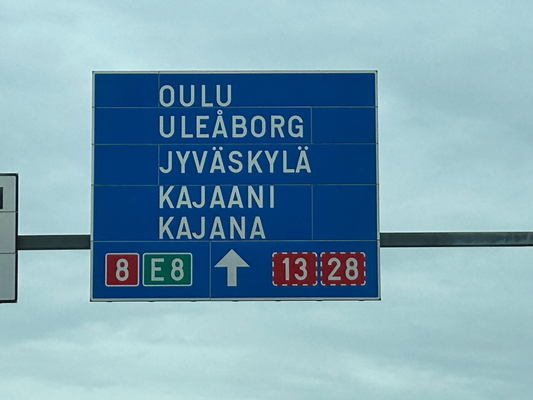 OULU
ULEÅBORG
JYVÄSKYLÄ
KAJAANI
KAJANA
8 E8 13 28